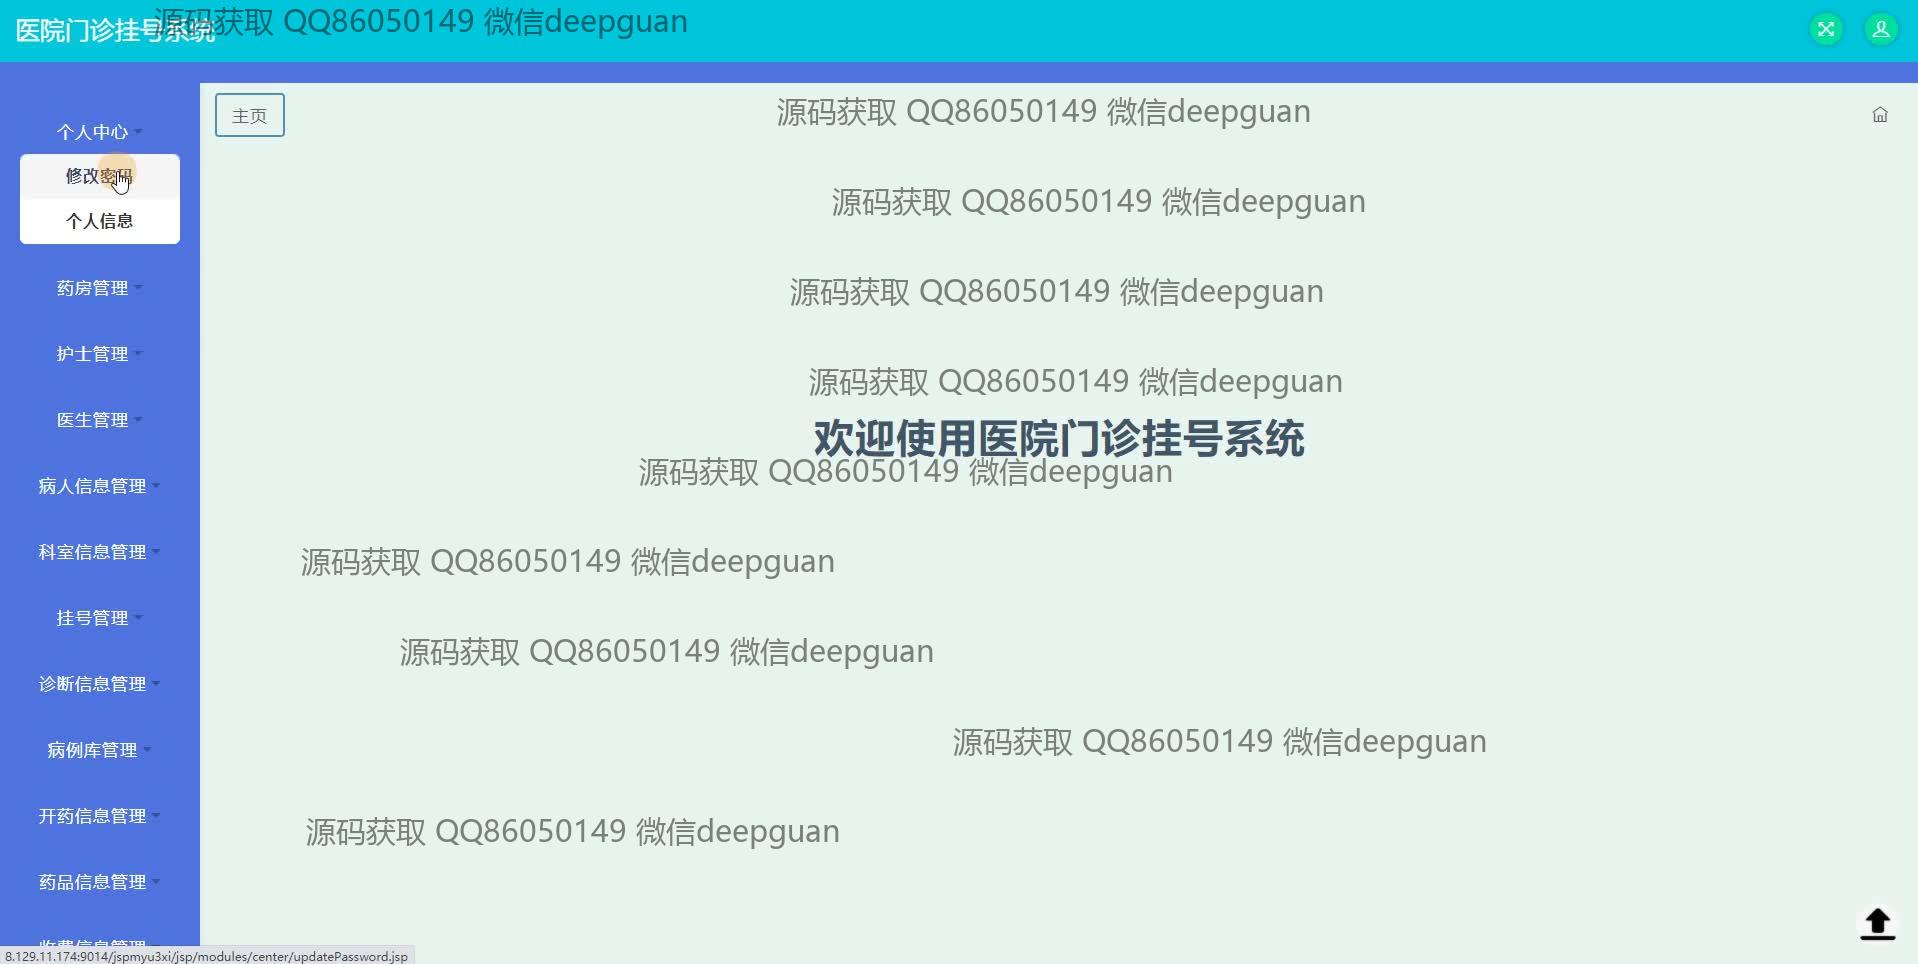 医院门诊挂号系统
源码获取 QQ86050149 微信deepguan
主页
源码获取 QQ86050149 微信deepguan
个人中心
修改密码
个人信息
源码获取 QQ86050149 微信deepguan
药房管理
源码获取 QQ86050149 微信deepguan
护士管理
源码获取 QQ86050149 微信deepguan
医生管理
欢迎使用医院门诊挂号系统
源码获取 QQ86050149 微信deepguan
病人信息管理
科室信息管理
源码获取 QQ86050149 微信deepguan
挂号管理
源码获取 QQ86050149 微信deepguan
诊断信息管理
病例库管理
源码获取 QQ86050149 微信deepguan
开药信息管理
源码获取 QQ86050149 微信deepguan
药品信息管理
收费信息管理
8.129.11.174:9014/jspmyu3xi/jsp/modules/center/updatePassword.jsp